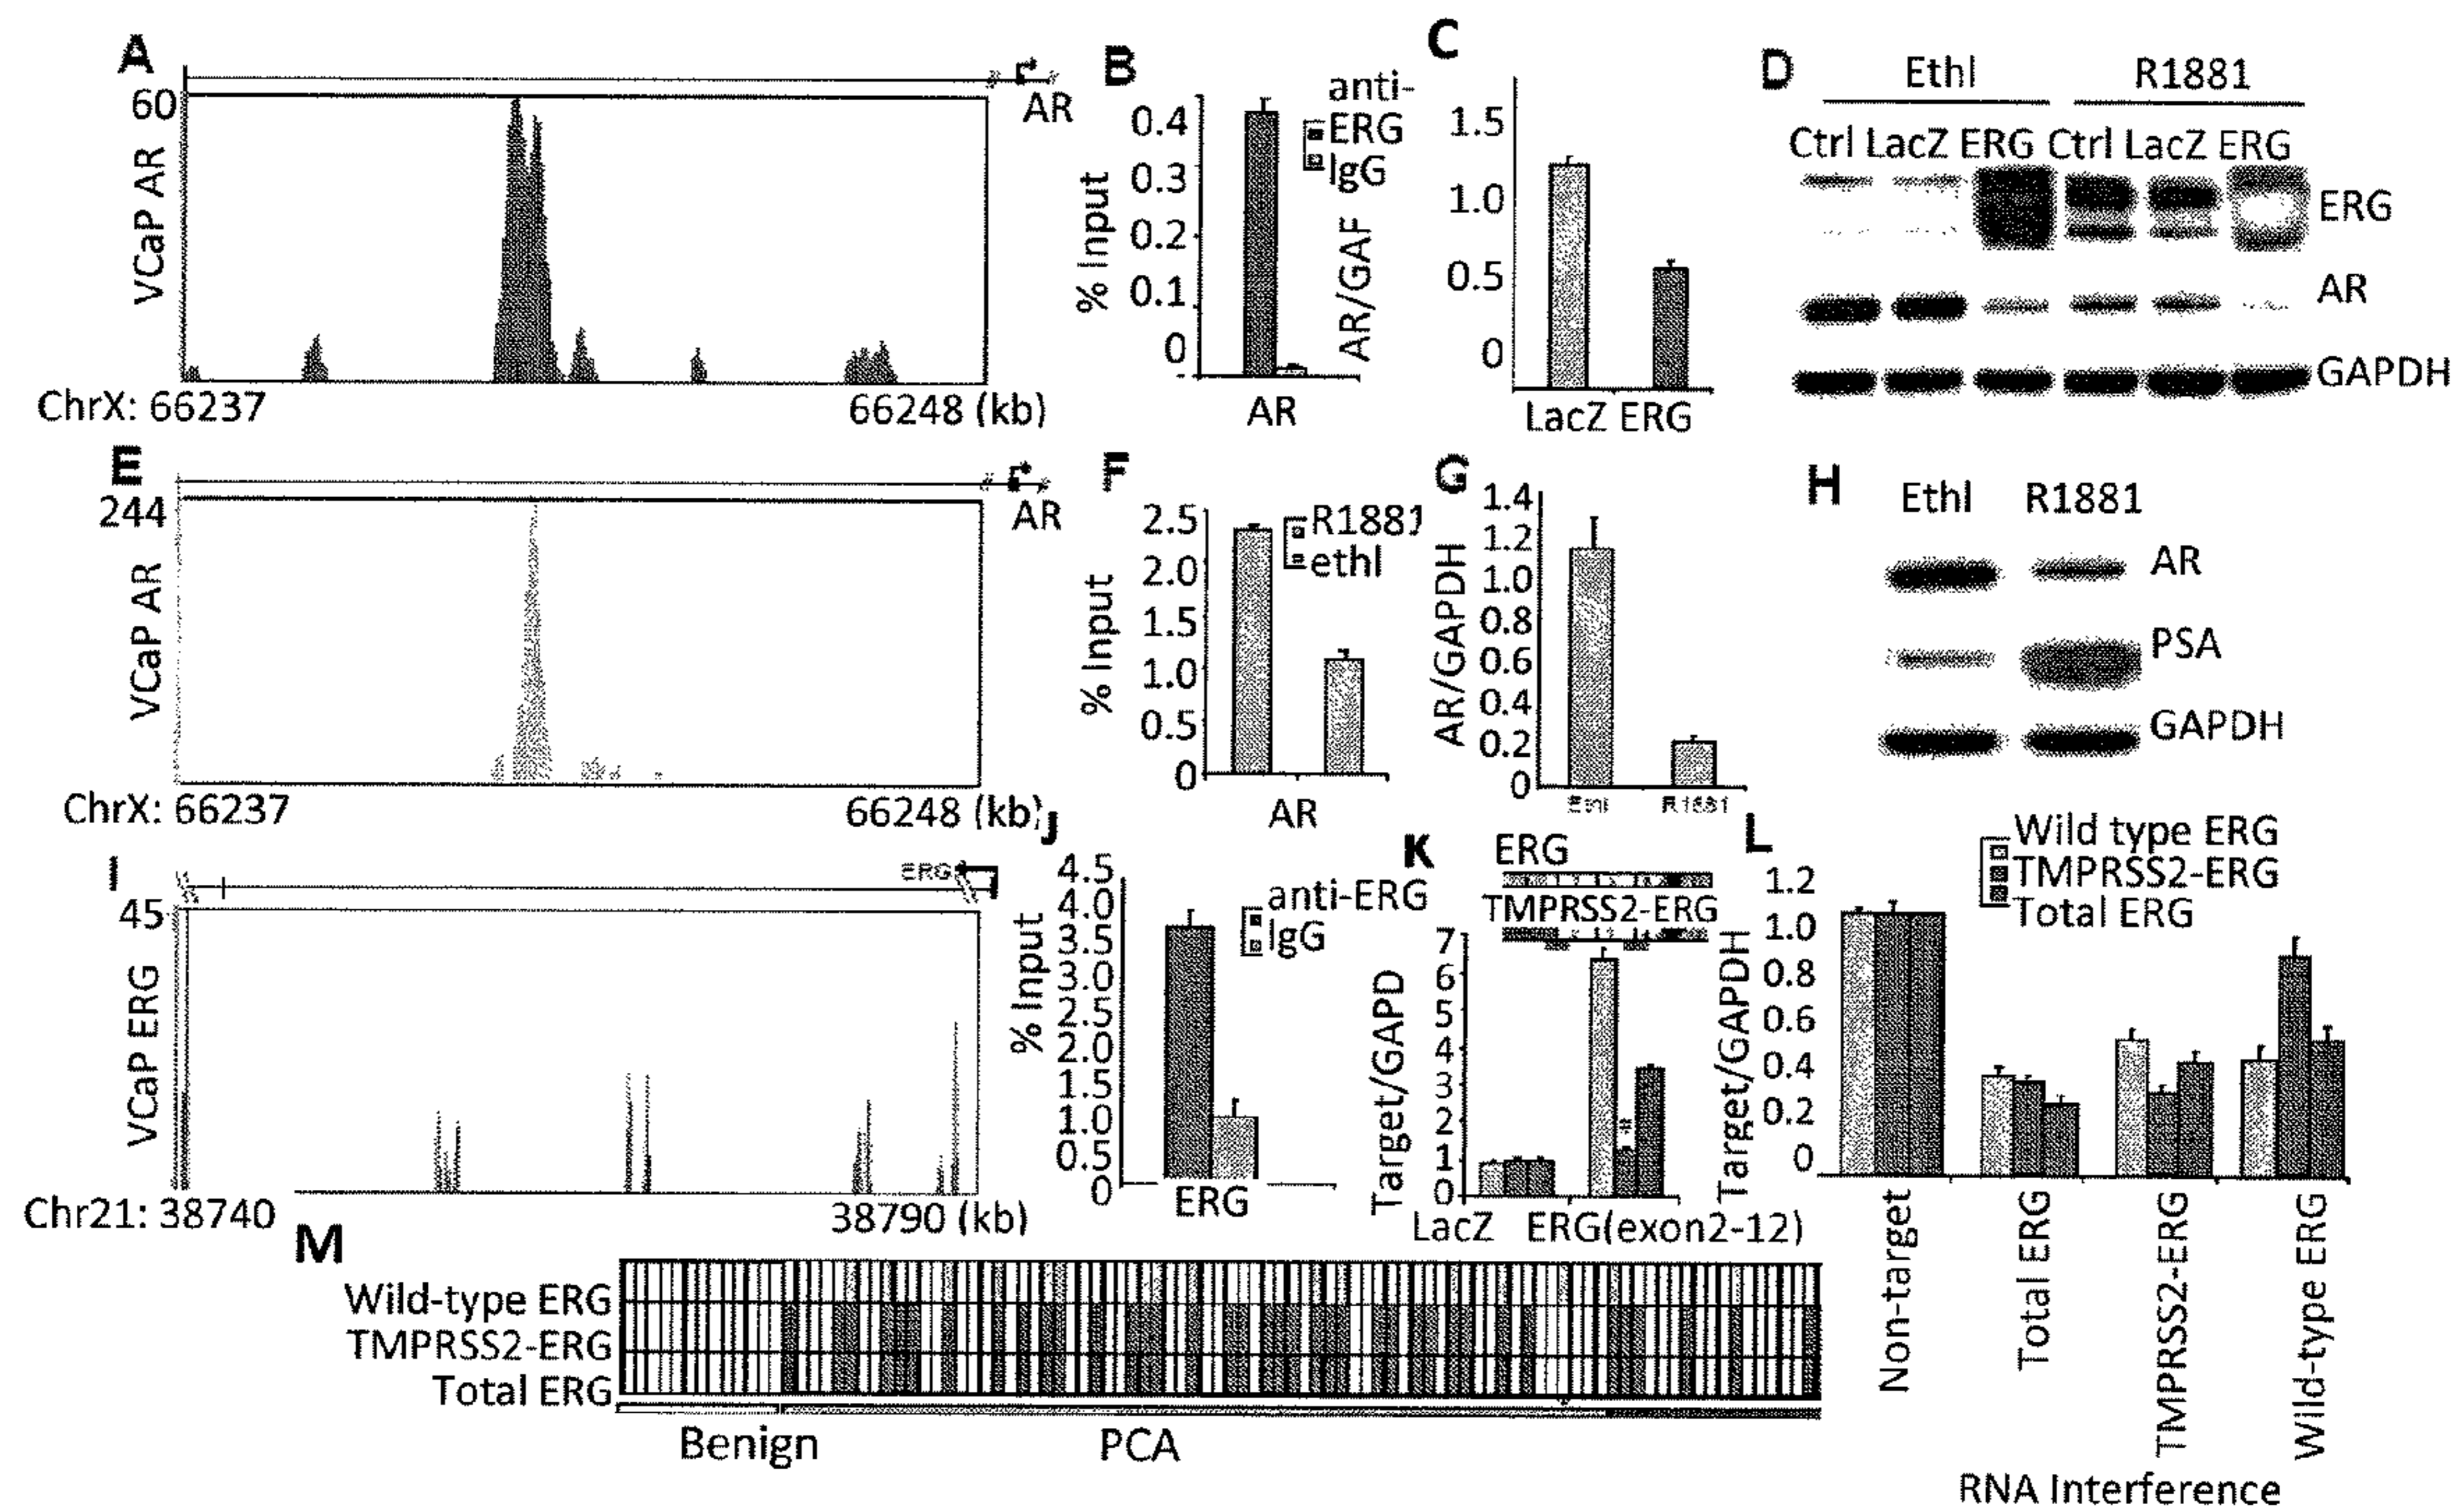 A
60
VCaP AR
AR
ChrX: 66237
66248 (kb)
B
anti-
ERG
IgG
% Input
0.4
0.3
0.2
0.1
0
AR
C
AR/GAF
1.5
1.0
0.5
0
LacZ ERG
D
Ethl R1881
Ctrl LacZ ERG Ctrl LacZ ERG
ERG
AR
GAPDH
E
244
VCaP AR
AR
ChrX: 66237
66248 (kb)
F
R1881
ethl
% Input
2.5
2.0
1.5
1.0
0.5
0
AR
G
AR/GAPDH
1.4
1.2
1.0
0.8
0.6
0.4
0.2
0
Ethl R1881
H
Ethl R1881
AR
PSA
GAPDH
I
ERG
45
VCaP ERG
Chr21: 38740
38790 (kb)
J
anti-ERG
IgG
% Input
4.5
4.0
3.5
3.0
2.5
2.0
1.5
1.0
0.5
0
ERG
K
ERG
TMPRSS2-ERG
Target/GAPD
7
6
5
4
3
2
1
0
#
LacZ ERG(exon2-12)
L
Wild type ERG
TMPRSS2-ERG
Total ERG
Target/GAPDH
1.2
1.0
0.8
0.6
0.4
0.2
0
Non-target
Total ERG
TMPRSS2-ERG
Wild-type ERG
RNA Interference
M
Wild-type ERG
TMPRSS2-ERG
Total ERG
Benign
PCA